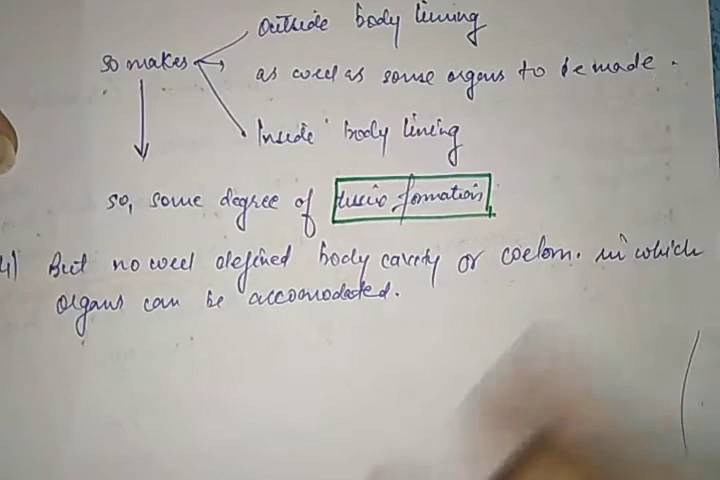 outside body lining
so makes
as well as some organs to be made.
Inside body lining
so, some degree of tissue formation
4) But no well defined body cavity or coelom. in which
organs can be accomodated.